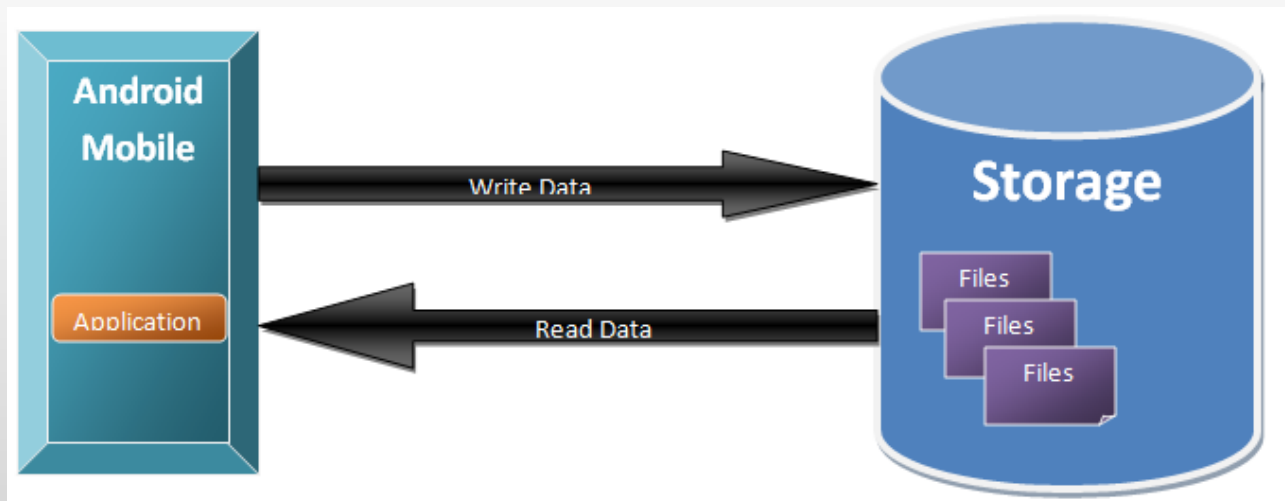 Android
Mobile
Application
Write Data
Read Data
Storage
Files
Files
Files